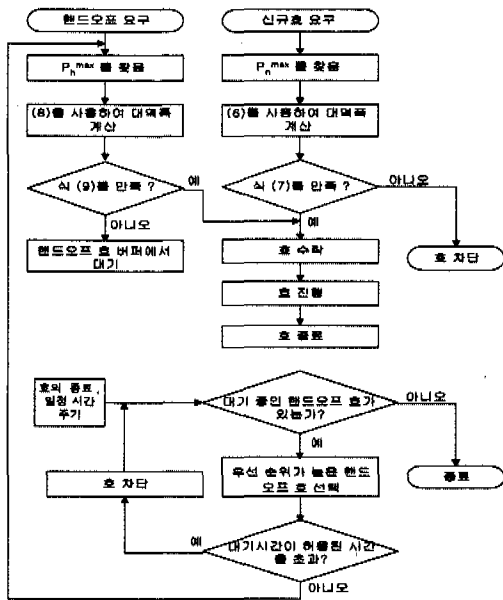 핸드오프 요구
신규호 요구
P_h^max 를 찾음
P_n^max 를 찾음
(8)를 사용하여 대역폭
계산
(6)를 사용하여 대역폭
계산
식 (9)를 만족 ?
예
식 (7)를 만족 ?
아니오
아니오
예
핸드오프 호 버퍼에서
대기
호 수락
호 차단
호 진행
호 종료
호의 종료,
일정 시간
주기
대기 중인 핸드오프 호가
있는가?
아니오
예
호 차단
우선 순위가 높은 핸드
오프 호 선택
종료
예
대기시간이 허용된 시간
을 초과?
아니오